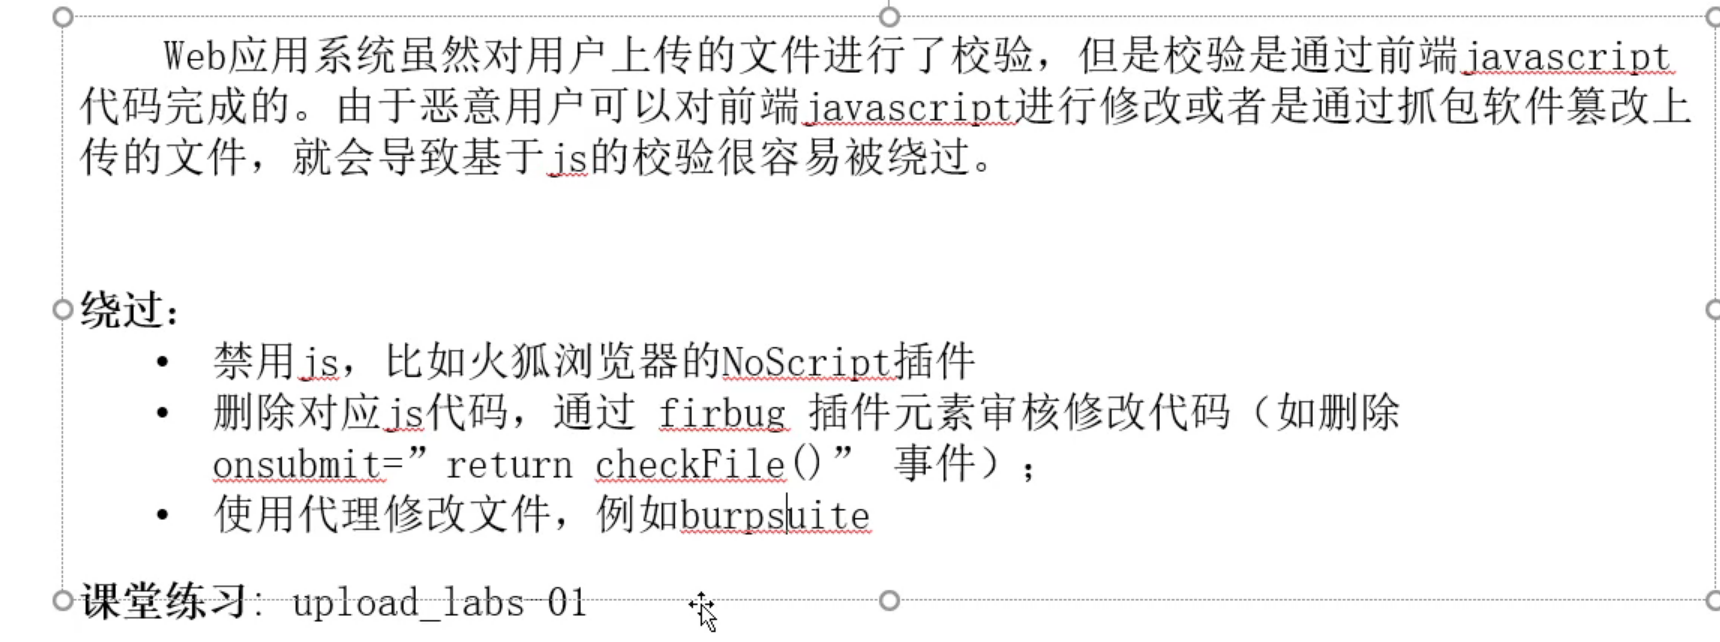 Web应用系统虽然对用户上传的文件进行了校验，但是校验是通过前端javascript
代码完成的。由于恶意用户可以对前端javascript进行修改或者是通过抓包软件篡改上
传的文件，就会导致基于js的校验很容易被绕过。
绕过：
• 禁用js，比如火狐浏览器的NoScript插件
• 删除对应js代码，通过 firbug 插件元素审核修改代码（如删除
onsubmit=”return checkFile()” 事件）；
• 使用代理修改文件，例如burpsuite
课堂练习: upload_labs-01